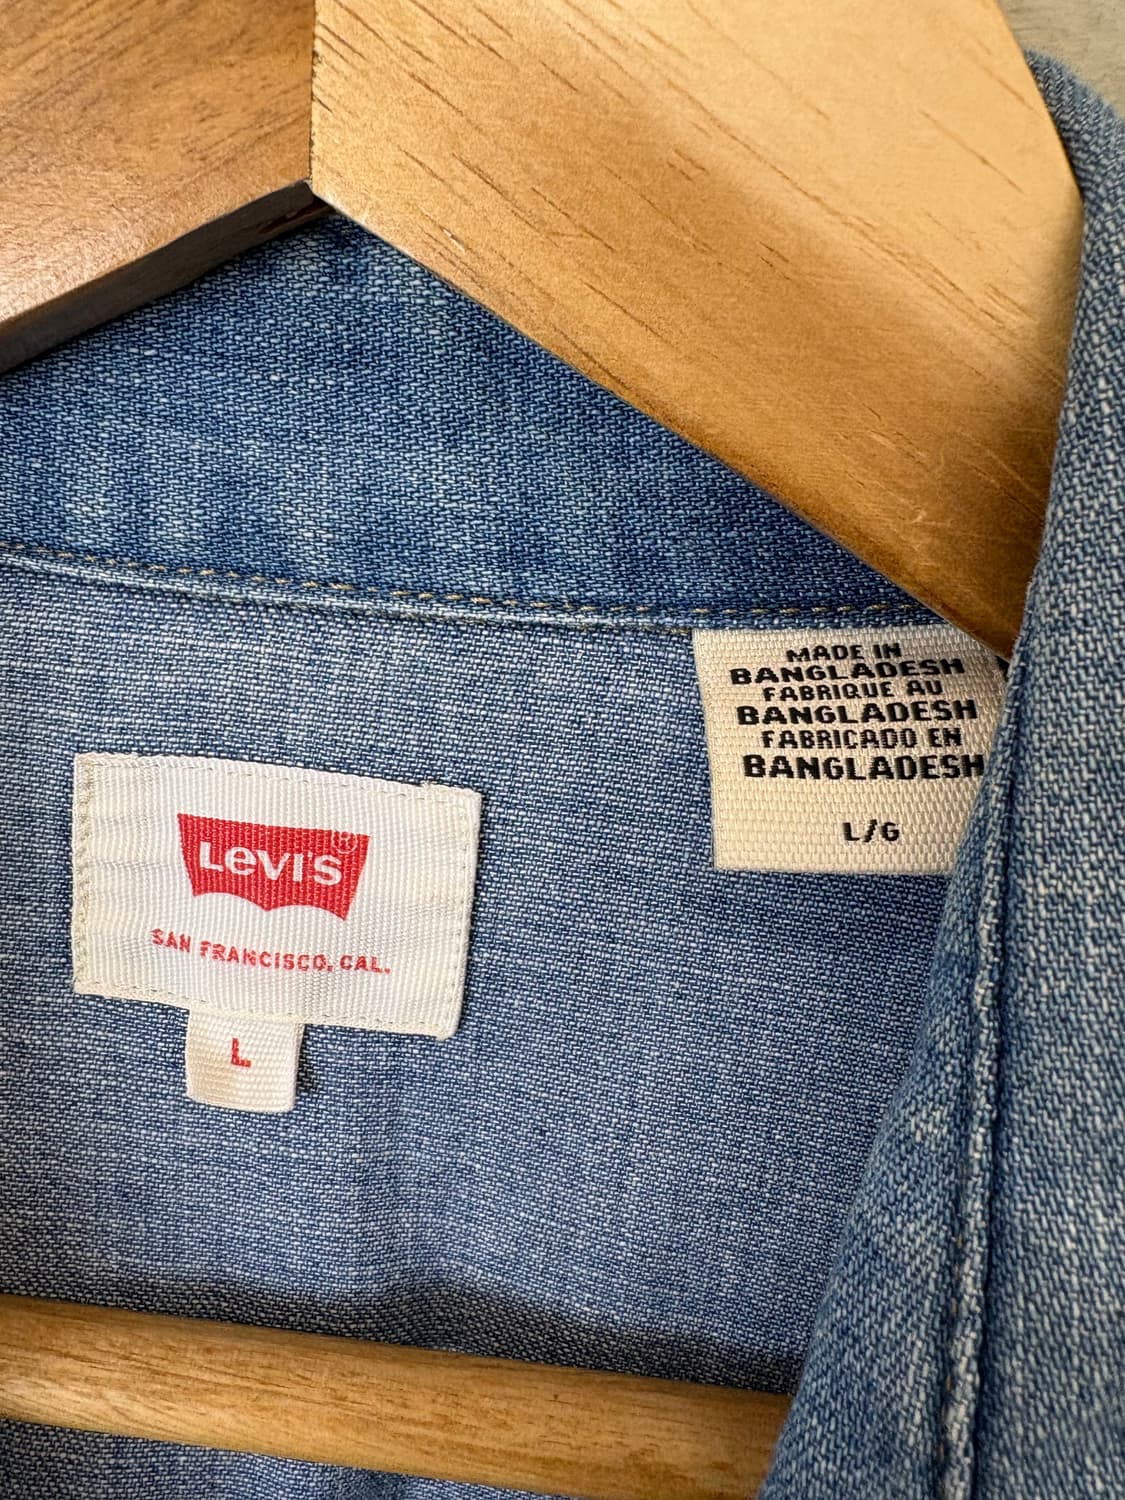 MADE IN
BANGLADESH
FABRIQUE AU
BANGLADESH
FABRICADO EN
BANGLADESH
L/G
LEVI'S®
SAN FRANCISCO, CAL.
L